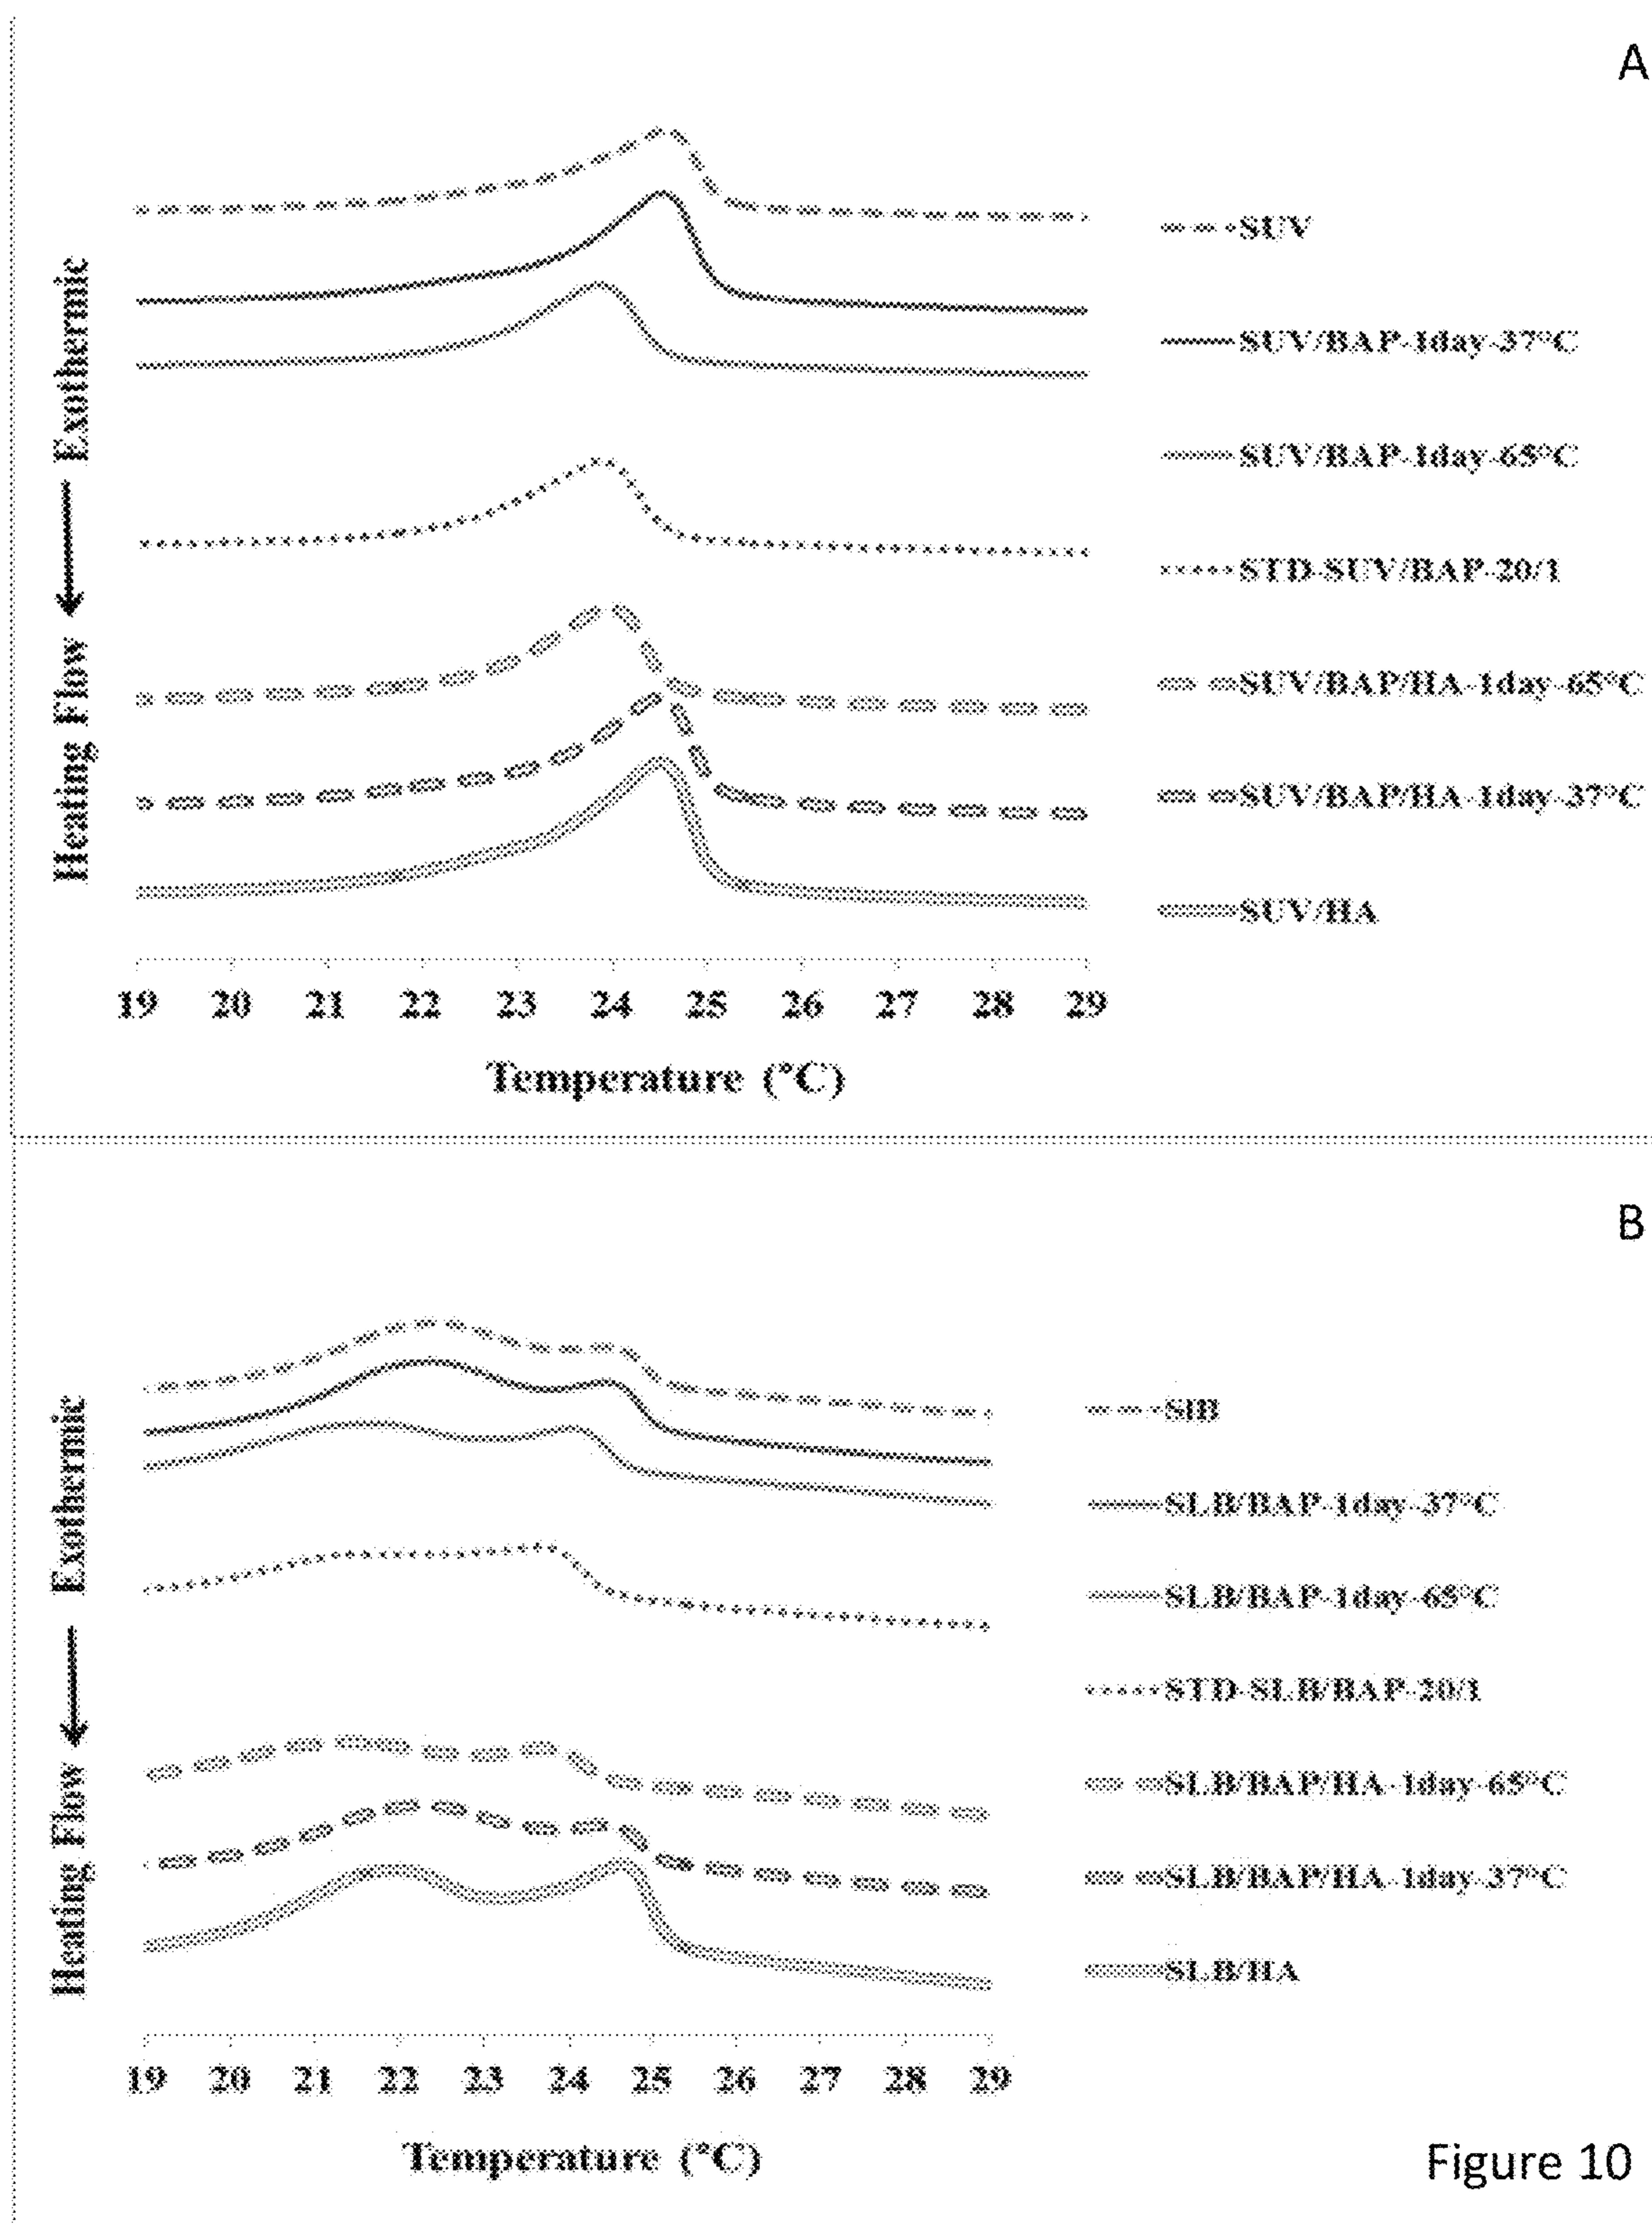 A
Heating Flow ← Exothermic
SUV
SUV/BAP-1day-37°C
SUV/BAP-1day-65°C
STD-SUV/BAP-20/1
SUV/BAP/HA-1day-65°C
SUV/BAP/HA-1day-37°C
SUV/HA
19 20 21 22 23 24 25 26 27 28 29
Temperature (°C)
B
Heating Flow ← Exothermic
SLB/BAP-1day-37°C
SLB/BAP-1day-65°C
STD-SLB/BAP-20/1
SLB/BAP/HA-1day-65°C
SLB/BAP/HA-1day-37°C
SLB/HA
19 20 21 22 23 24 25 26 27 28 29
Temperature (°C)
Figure 10